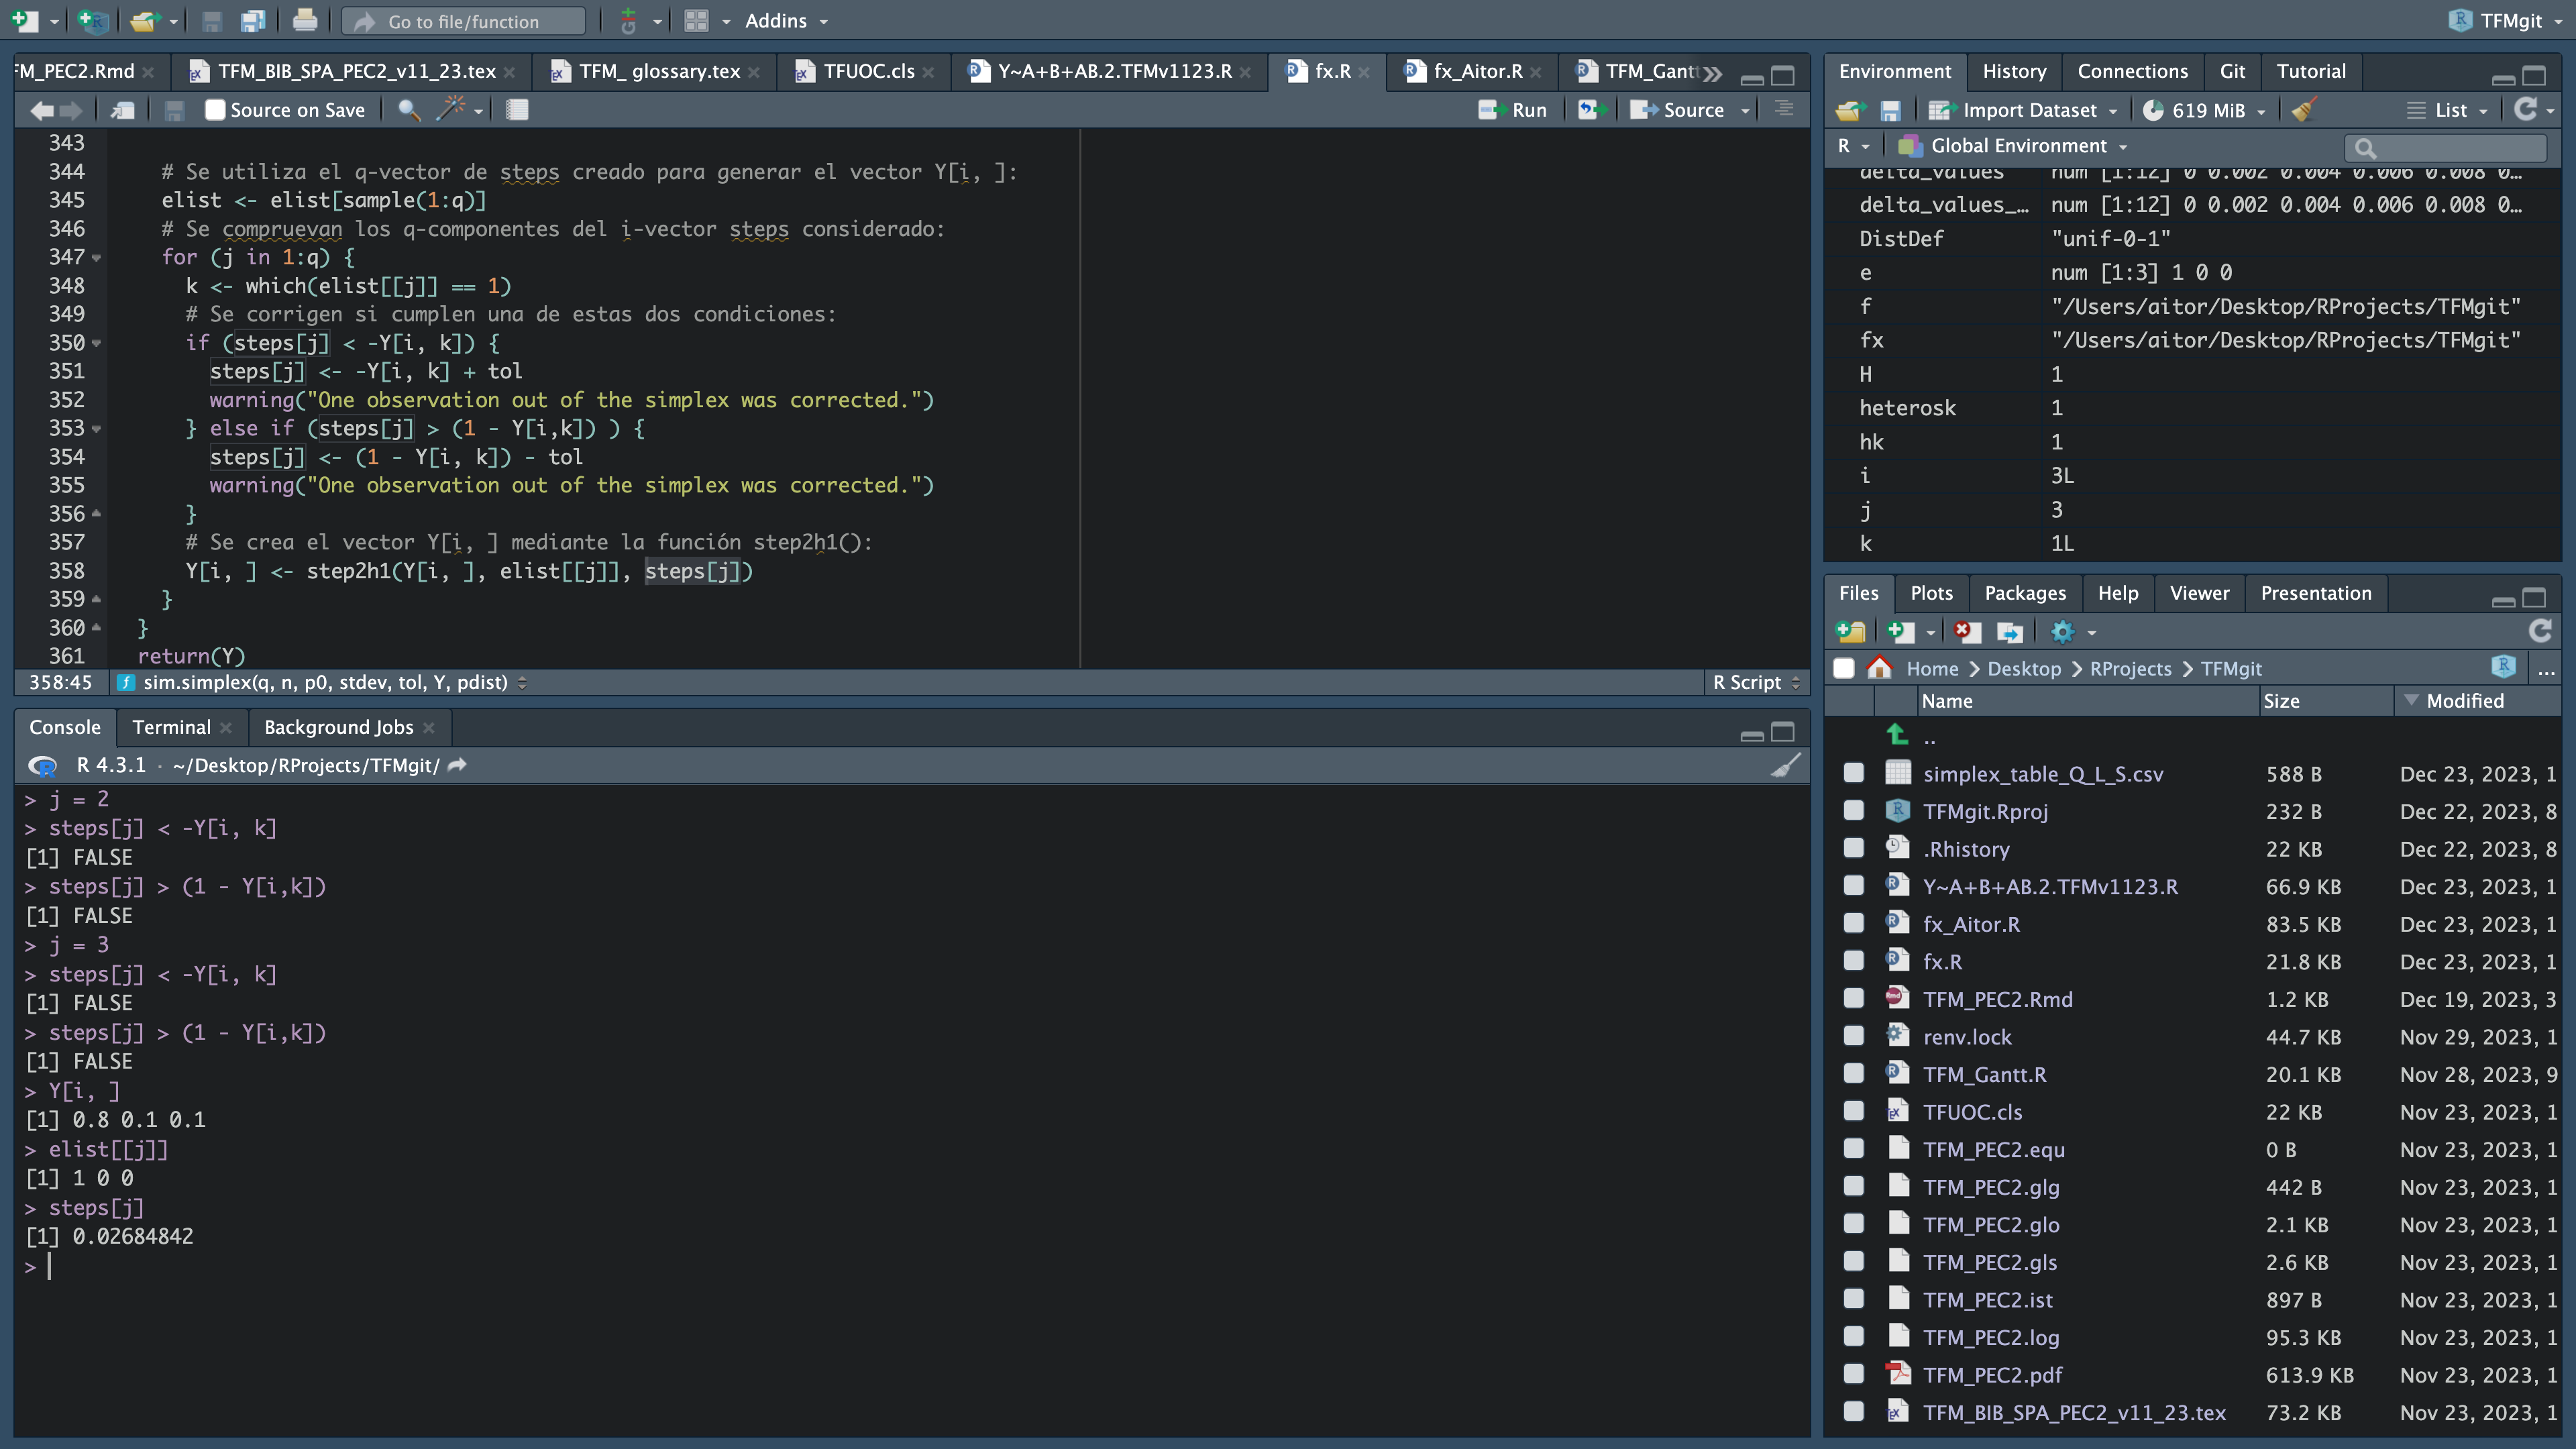 Go to file/function
Addins
TFMgit
FM_PEC2.Rmd
TFM_BIB_SPA_PEC2_v11_23.tex
TFM_ glossary.tex
TFUOC.cls
Y~A+B+AB.2.TFMv1123.R
fx.R
fx_Aitor.R
TFM_Gantt
Source on Save
Run
Source
343
344 # Se utiliza el q-vector de steps creado para generar el vector Y[i, ]:
345 elist <- elist[sample(1:q)]
346 # Se compruevan los q-componentes del i-vector steps considerado:
347 for (j in 1:q) {
348 k <- which(elist[[j]] == 1)
349 # Se corrigen si cumplen una de estas dos condiciones:
350 if (steps[j] < -Y[i, k]) {
351 steps[j] <- -Y[i, k] + tol
352 warning("One observation out of the simplex was corrected.")
353 } else if (steps[j] > (1 - Y[i,k]) ) {
354 steps[j] <- (1 - Y[i, k]) - tol
355 warning("One observation out of the simplex was corrected.")
356 }
357 # Se crea el vector Y[i, ] mediante la función step2h1():
358 Y[i, ] <- step2h1(Y[i, ], elist[[j]], steps[j])
359 }
360 }
361 return(Y)
358:45 sim.simplex(q, n, p0, stdev, tol, Y, pdist) R Script
Console Terminal Background Jobs
R 4.3.1 · ~/Desktop/RProjects/TFMgit/
> j = 2
> steps[j] < -Y[i, k]
[1] FALSE
> steps[j] > (1 - Y[i,k])
[1] FALSE
> j = 3
> steps[j] < -Y[i, k]
[1] FALSE
> steps[j] > (1 - Y[i,k])
[1] FALSE
> Y[i, ]
[1] 0.8 0.1 0.1
> elist[[j]]
[1] 1 0 0
> steps[j]
[1] 0.02684842
>
Environment History Connections Git Tutorial
Import Dataset 619 MiB List
R Global Environment
delta_values num [1:12] 0 0.002 0.004 0.006 0.008 0…
delta_values_… num [1:12] 0 0.002 0.004 0.006 0.008 0…
DistDef "unif-0-1"
e num [1:3] 1 0 0
f "/Users/aitor/Desktop/RProjects/TFMgit"
fx "/Users/aitor/Desktop/RProjects/TFMgit"
H 1
heterosk 1
hk 1
i 3L
j 3
k 1L
Files Plots Packages Help Viewer Presentation
Home Desktop RProjects TFMgit ...
Name Size Modified
..
simplex_table_Q_L_S.csv 588 B Dec 23, 2023, 1
TFMgit.Rproj 232 B Dec 22, 2023, 8
.Rhistory 22 KB Dec 22, 2023, 8
Y~A+B+AB.2.TFMv1123.R 66.9 KB Dec 23, 2023, 1
fx_Aitor.R 83.5 KB Dec 23, 2023, 1
fx.R 21.8 KB Dec 23, 2023, 1
TFM_PEC2.Rmd 1.2 KB Dec 19, 2023, 3
renv.lock 44.7 KB Nov 29, 2023, 1
TFM_Gantt.R 20.1 KB Nov 28, 2023, 9
TFUOC.cls 22 KB Nov 23, 2023, 1
TFM_PEC2.equ 0 B Nov 23, 2023, 1
TFM_PEC2.glg 442 B Nov 23, 2023, 1
TFM_PEC2.glo 2.1 KB Nov 23, 2023, 1
TFM_PEC2.gls 2.6 KB Nov 23, 2023, 1
TFM_PEC2.ist 897 B Nov 23, 2023, 1
TFM_PEC2.log 95.3 KB Nov 23, 2023, 1
TFM_PEC2.pdf 613.9 KB Nov 23, 2023, 1
TFM_BIB_SPA_PEC2_v11_23.tex 73.2 KB Nov 23, 2023, 1